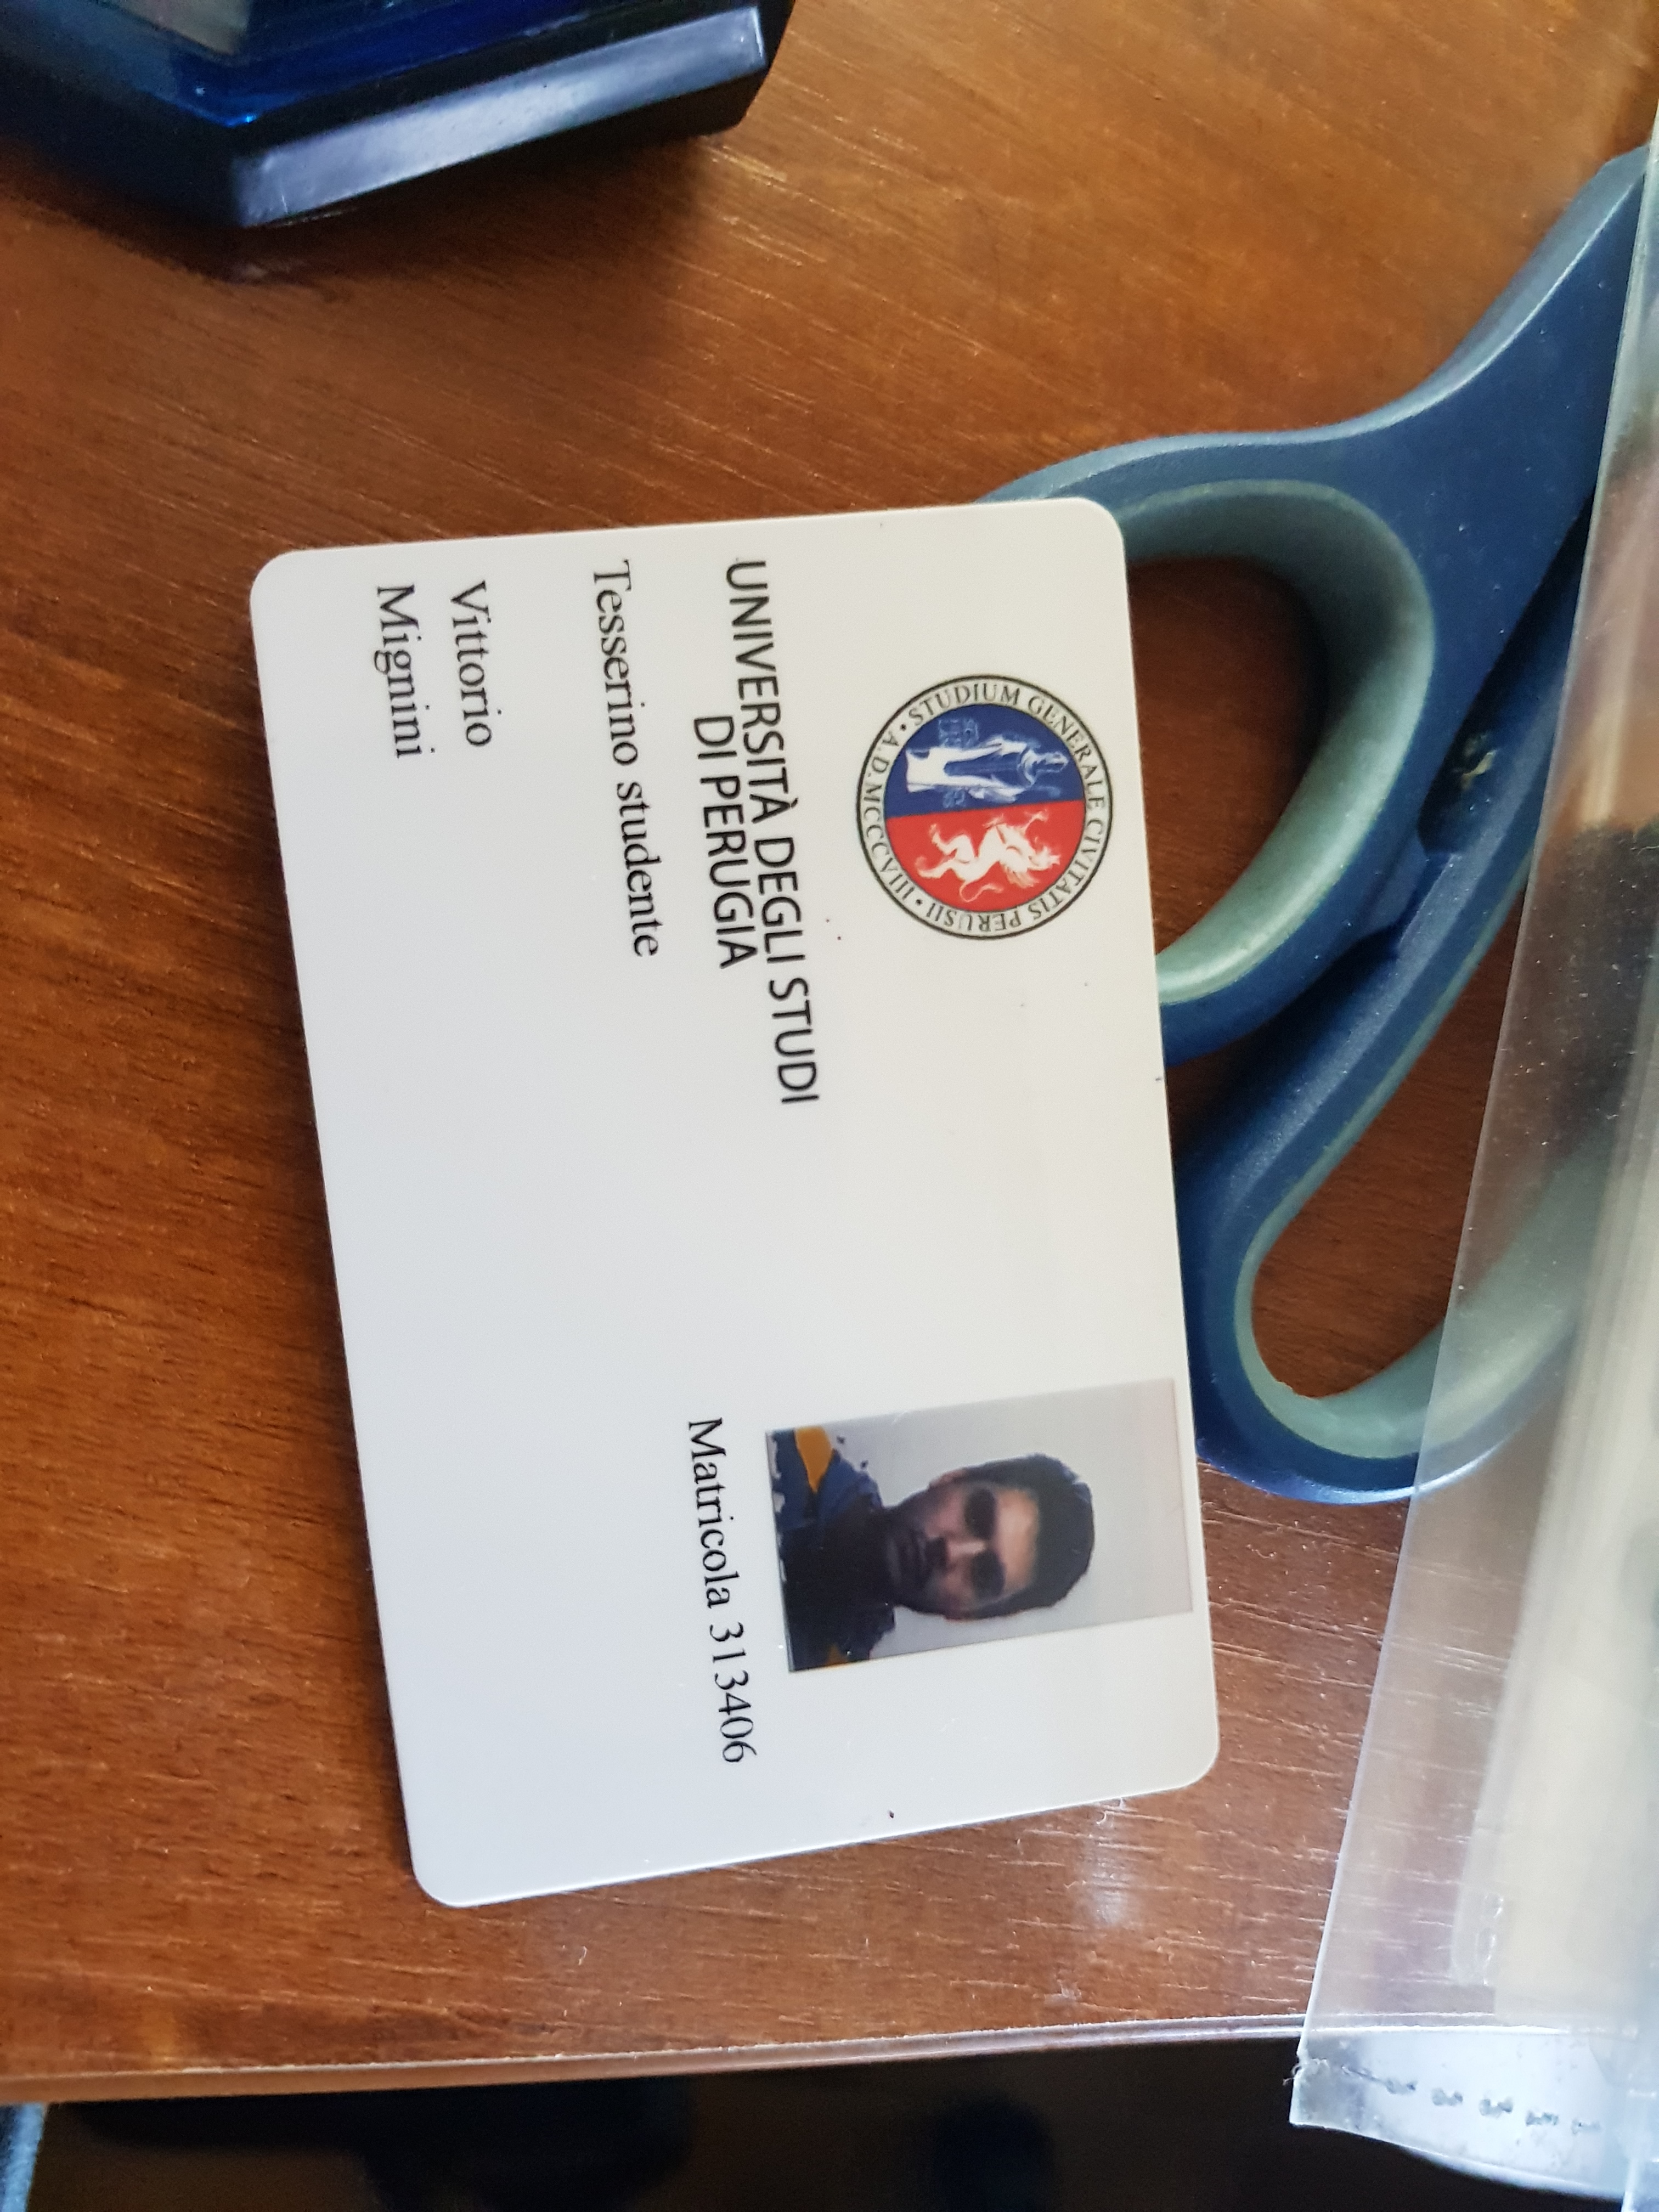 STUDIUM GENERALE CIVITATIS PERUSII
A.D. MCCCVIII
UNIVERSITÀ DEGLI STUDI
DI PERUGIA
Tesserino studente
Vittorio
Mignini
Matricola 313406